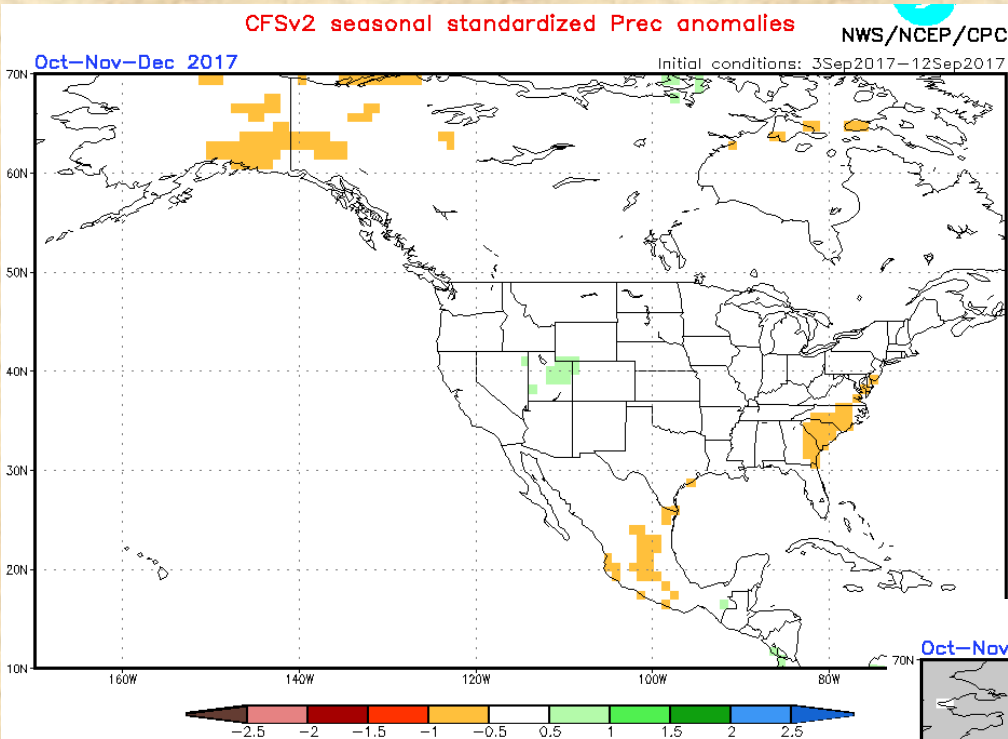 CFSv2 seasonal standardized Prec anomalies
NWS/NCEP/CPC
Oct-Nov-Dec 2017
Initial conditions: 3Sep2017-12Sep2017
70N
60N
50N
40N
30N
20N
10N
160W 140W 120W 100W 80W
Oct-Nov
70N
-2.5 -2 -1.5 -1 -0.5 0.5 1 1.5 2 2.5